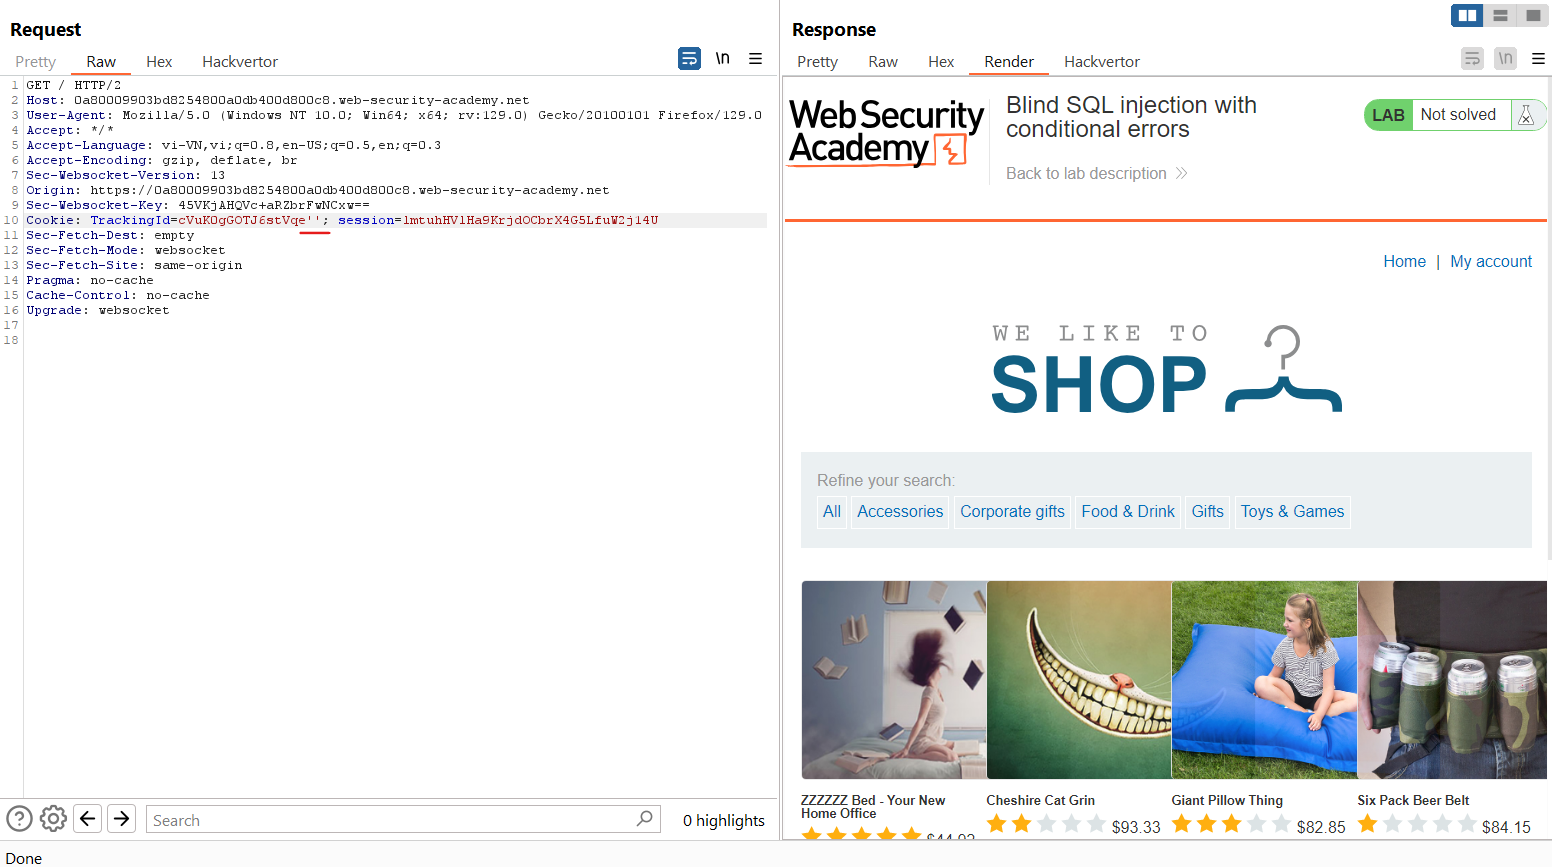 Request
Pretty Raw Hex Hackvertor \n
1 GET / HTTP/2
2 Host: 0a80009903bd8254800a0db400d800c8.web-security-academy.net
3 User-Agent: Mozilla/5.0 (Windows NT 10.0; Win64; x64; rv:129.0) Gecko/20100101 Firefox/129.0
4 Accept: */*
5 Accept-Language: vi-VN,vi;q=0.8,en-US;q=0.5,en;q=0.3
6 Accept-Encoding: gzip, deflate, br
7 Sec-Websocket-Version: 13
8 Origin: https://0a80009903bd8254800a0db400d800c8.web-security-academy.net
9 Sec-Websocket-Key: 45VKjAHQVc+aRZbrFwNCxw==
10 Cookie: TrackingId=cVuK0gGOTJ6stVqe''; session=lmtuhHVlHa9KrjdOCbrX4G5LfuW2jl4U
11 Sec-Fetch-Dest: empty
12 Sec-Fetch-Mode: websocket
13 Sec-Fetch-Site: same-origin
14 Pragma: no-cache
15 Cache-Control: no-cache
16 Upgrade: websocket
17
18
Search
0 highlights
Done
Response
Pretty Raw Hex Render Hackvertor \n
Web Security
Academy
Blind SQL injection with
conditional errors
Back to lab description
LAB Not solved
Home | My account
WE LIKE TO
SHOP
Refine your search:
All Accessories Corporate gifts Food & Drink Gifts Toys & Games
ZZZZZZ Bed - Your New
Home Office
$44.92
Cheshire Cat Grin
$93.33
Giant Pillow Thing
$82.85
Six Pack Beer Belt
$84.15